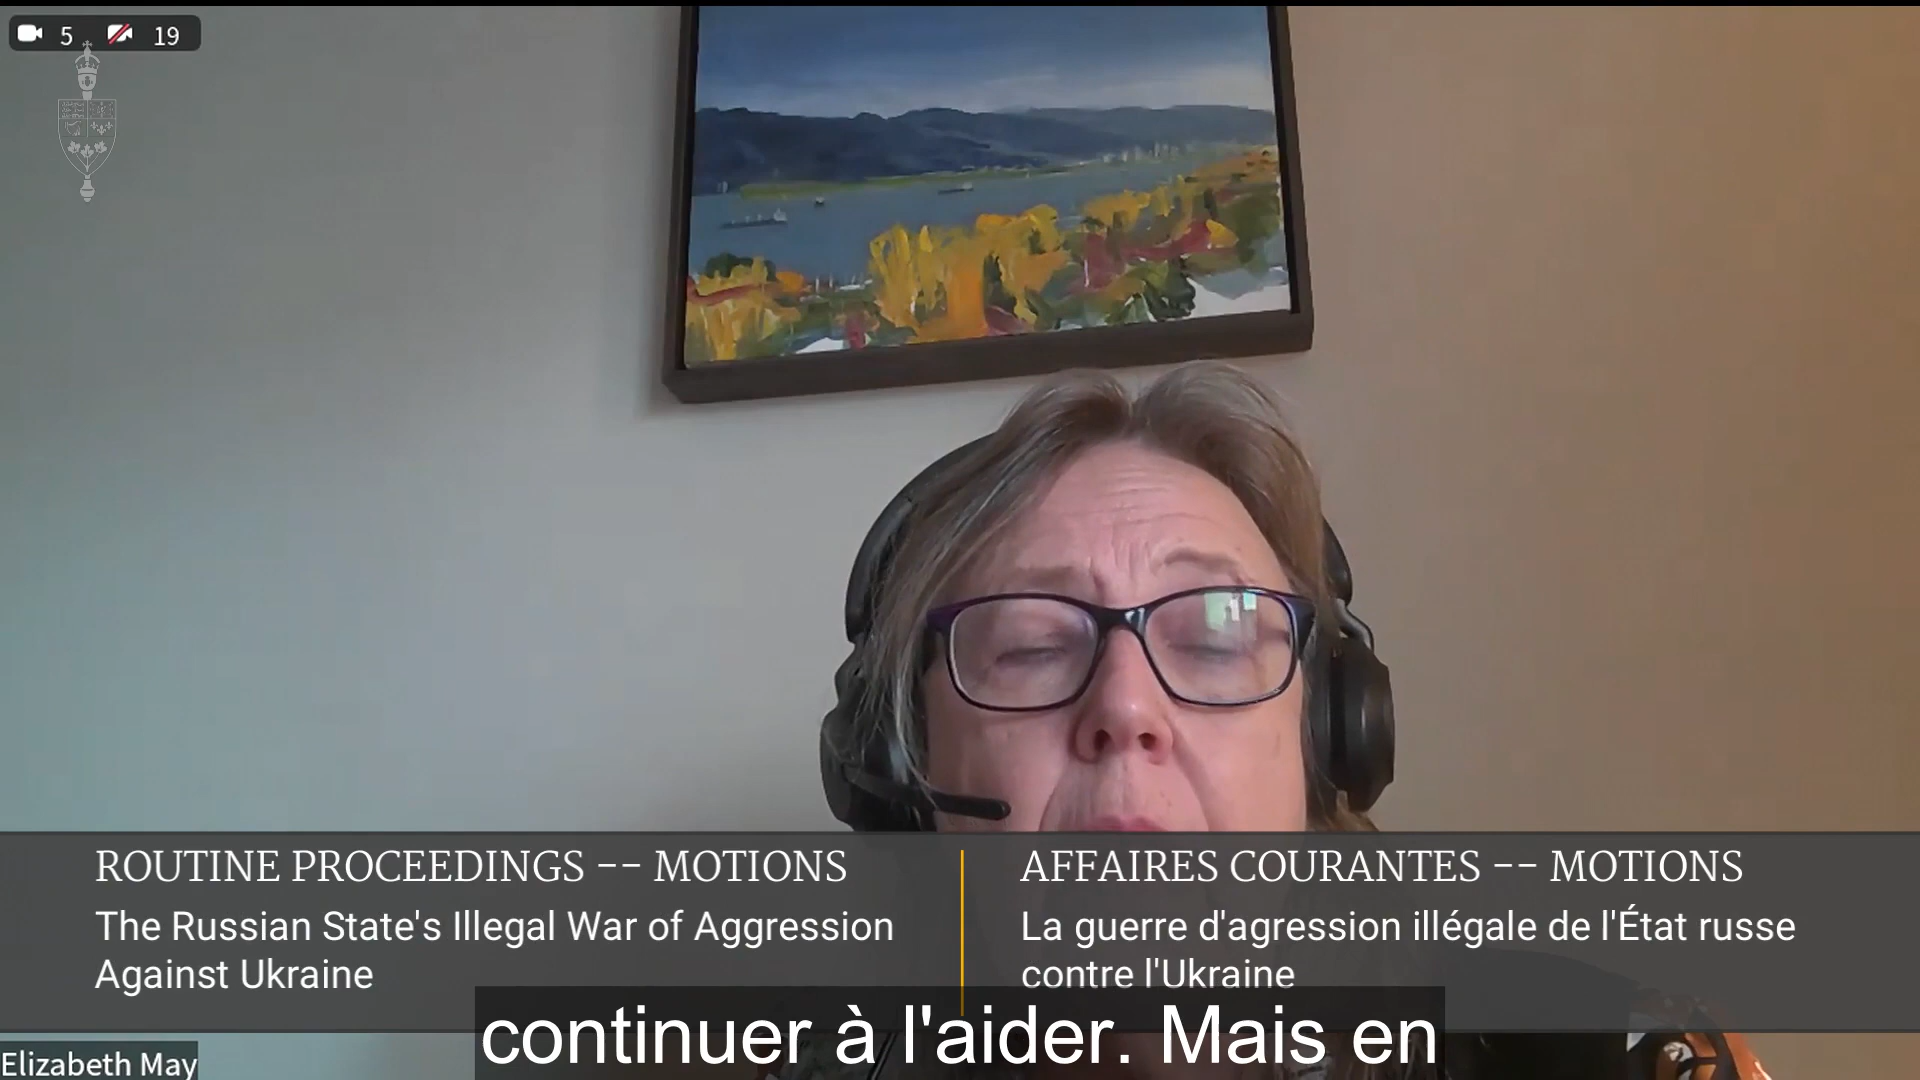 5 19
ROUTINE PROCEEDINGS -- MOTIONS
The Russian State's Illegal War of Aggression
Against Ukraine
AFFAIRES COURANTES -- MOTIONS
La guerre d'agression illégale de l'État russe
contre l'Ukraine
continuer à l'aider. Mais en
Elizabeth May